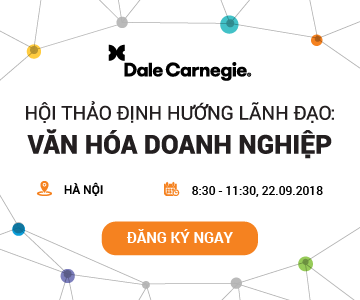 Dale Carnegie®
HỘI THẢO ĐỊNH HƯỚNG LÃNH ĐẠO:
VĂN HÓA DOANH NGHIỆP
HÀ NỘI
8:30 - 11:30, 22.09.2018
ĐĂNG KÝ NGAY